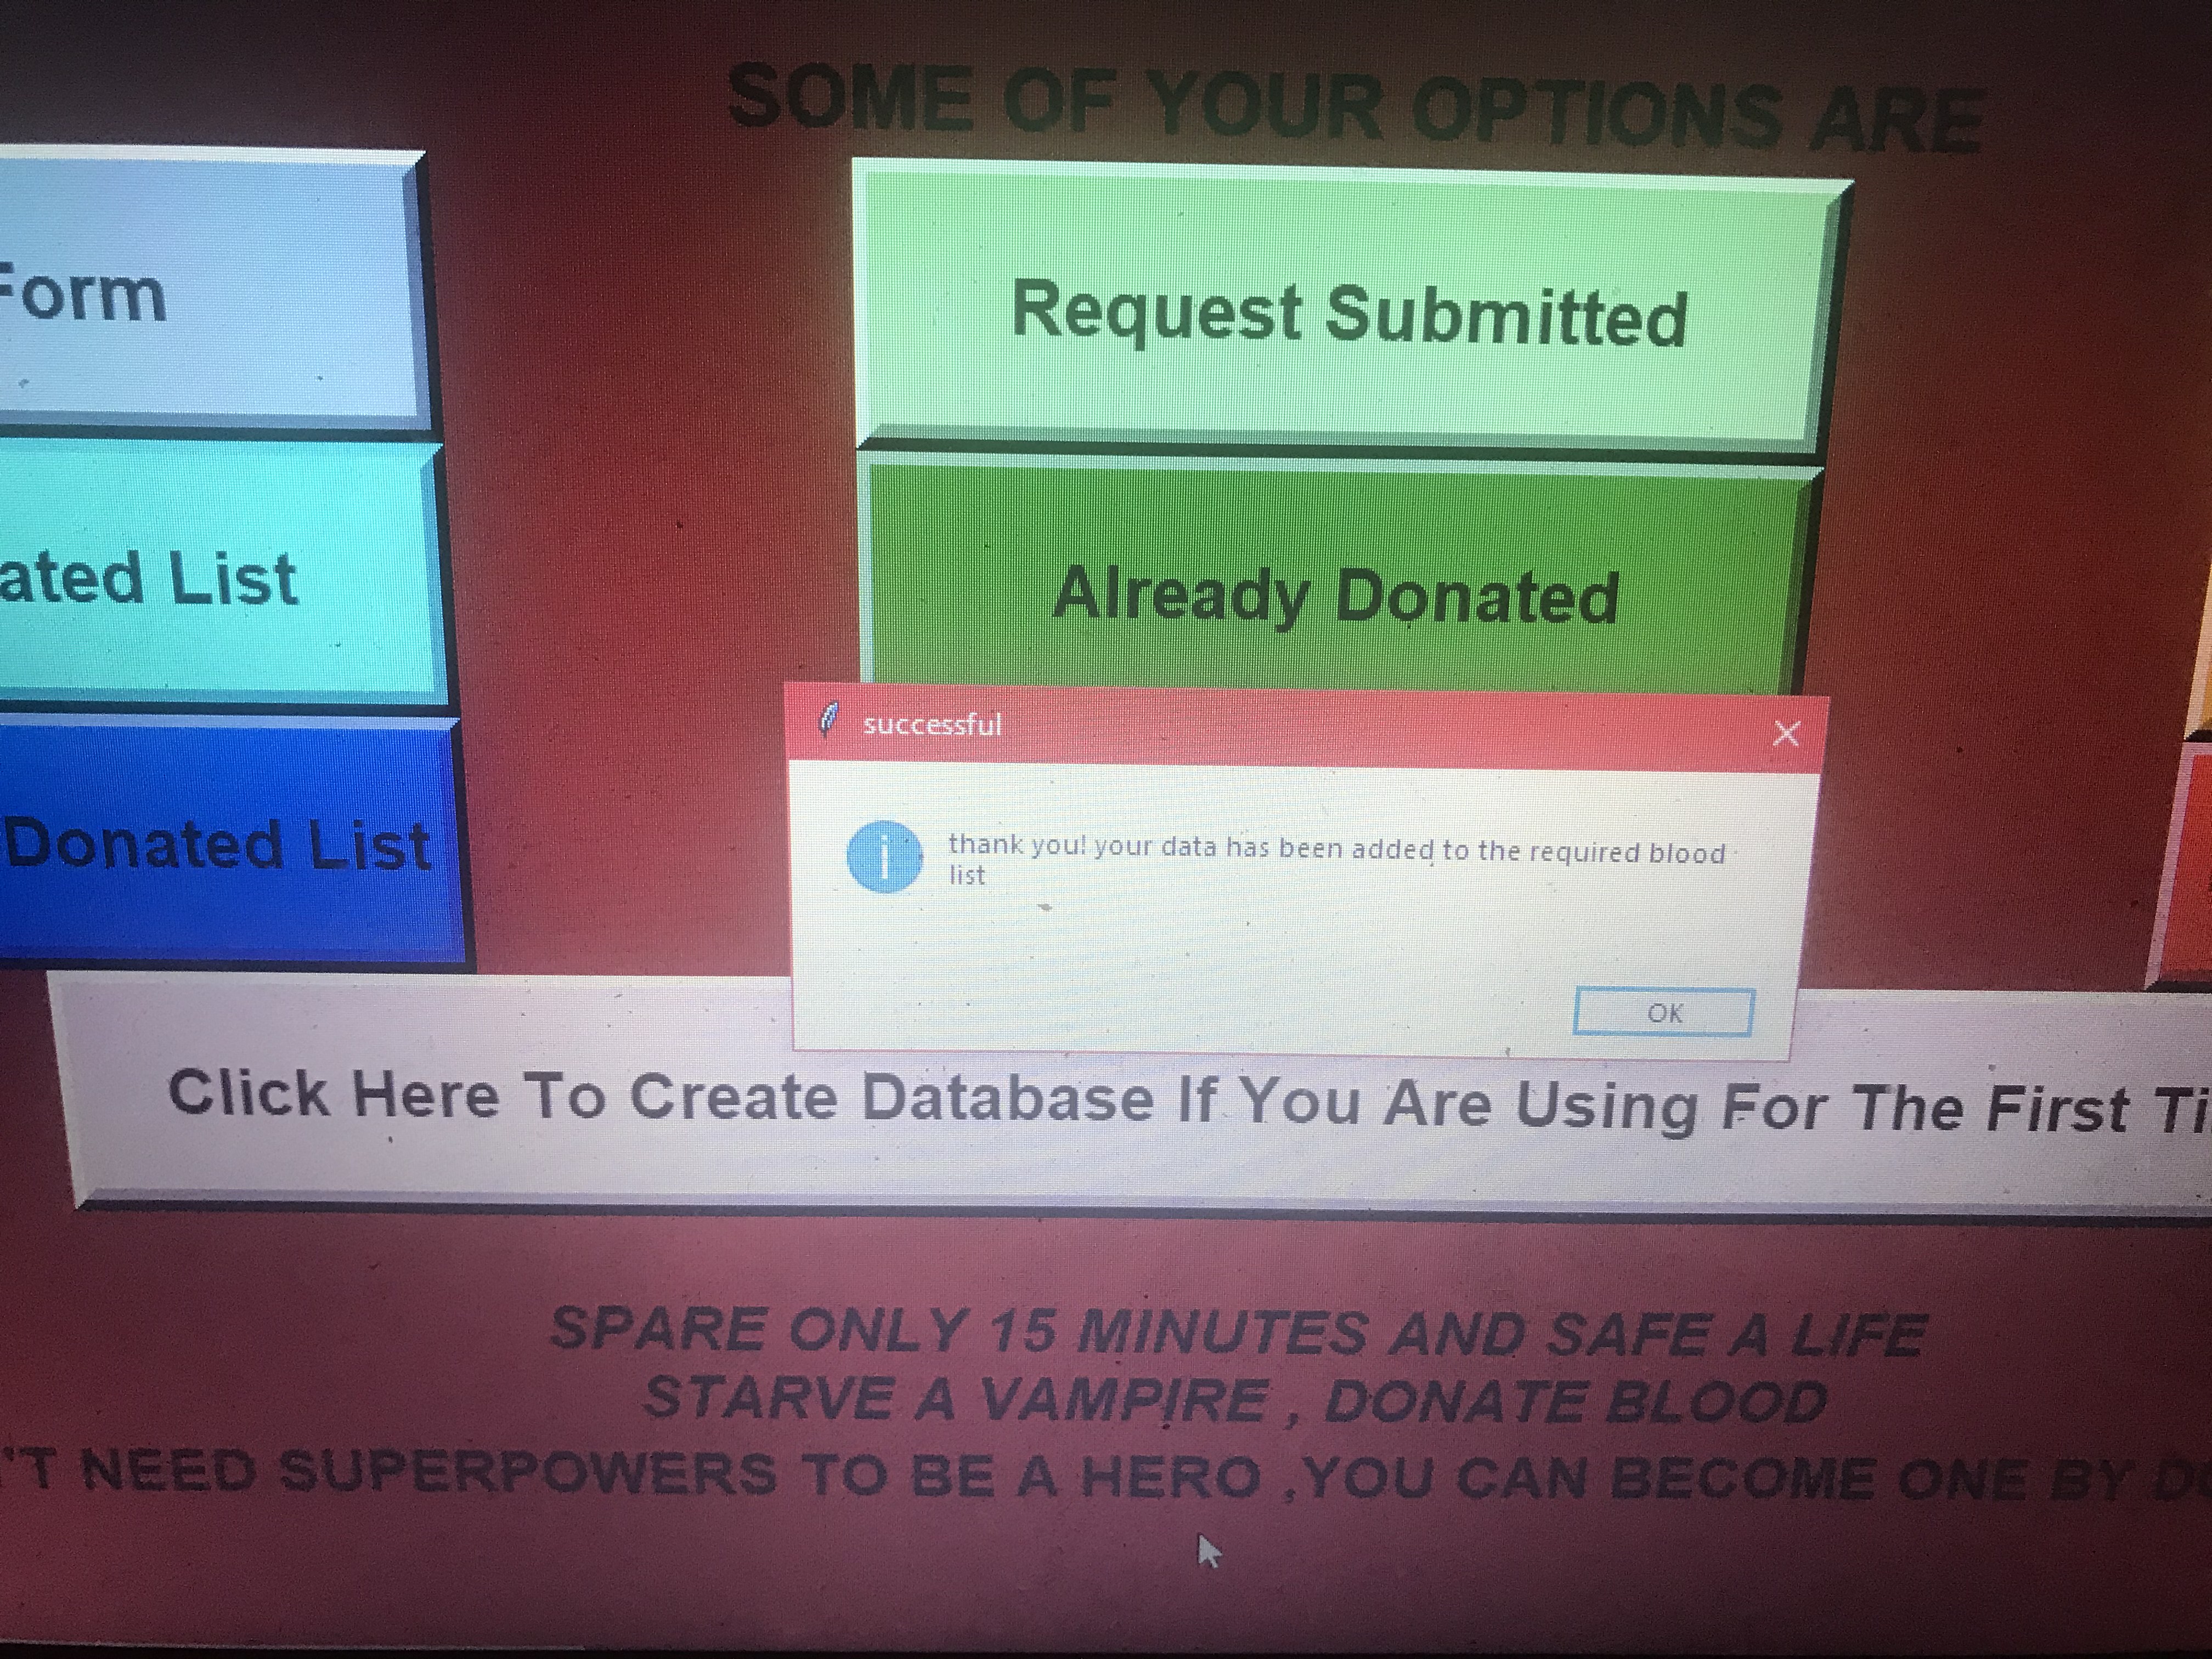 SOME OF YOUR OPTIONS ARE
Form
Request Submitted
ated List
Already Donated
successful
Donated List
thank you! your data has been added to the required blood
list
OK
Click Here To Create Database If You Are Using For The First Ti
SPARE ONLY 15 MINUTES AND SAFE A LIFE
STARVE A VAMPIRE , DONATE BLOOD
'T NEED SUPERPOWERS TO BE A HERO ,YOU CAN BECOME ONE BY